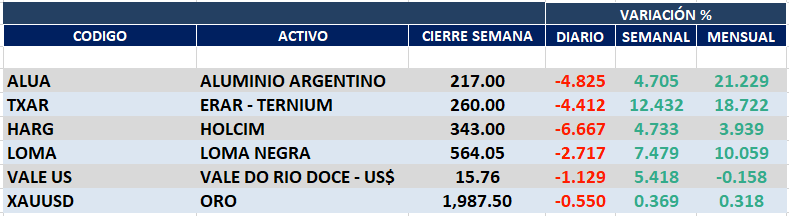 VARIACIÓN %
CODIGO ACTIVO CIERRE SEMANA DIARIO SEMANAL MENSUAL
ALUA ALUMINIO ARGENTINO 217.00 -4.825 4.705 21.229
TXAR ERAR - TERNIUM 260.00 -4.412 12.432 18.722
HARG HOLCIM 343.00 -6.667 4.733 3.939
LOMA LOMA NEGRA 564.05 -2.717 7.479 10.059
VALE US VALE DO RIO DOCE - US$ 15.76 -1.129 5.418 -0.158
XAUUSD ORO 1,987.50 -0.550 0.369 0.318